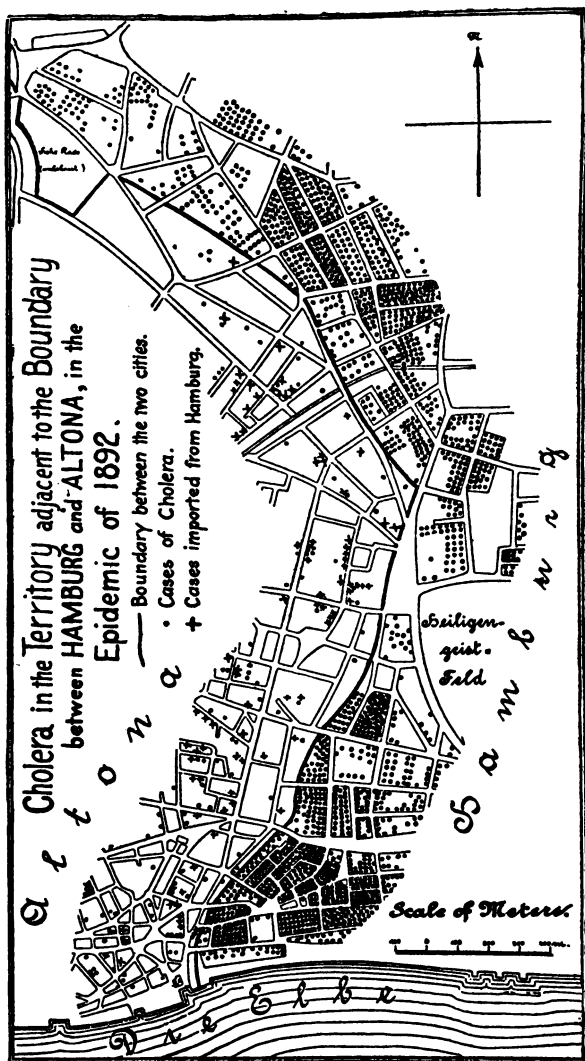 Cholera in the Territory adjacent to the Boundary
between HAMBURG and ALTONA, in the
Epidemic of 1892.
Boundary between the two cities.
• Cases of Cholera.
+ Cases imported from Hamburg.
Altona
n
Heiligen-
geist-
Feld
Hamburg
Scale of Meters.
Die Elbe